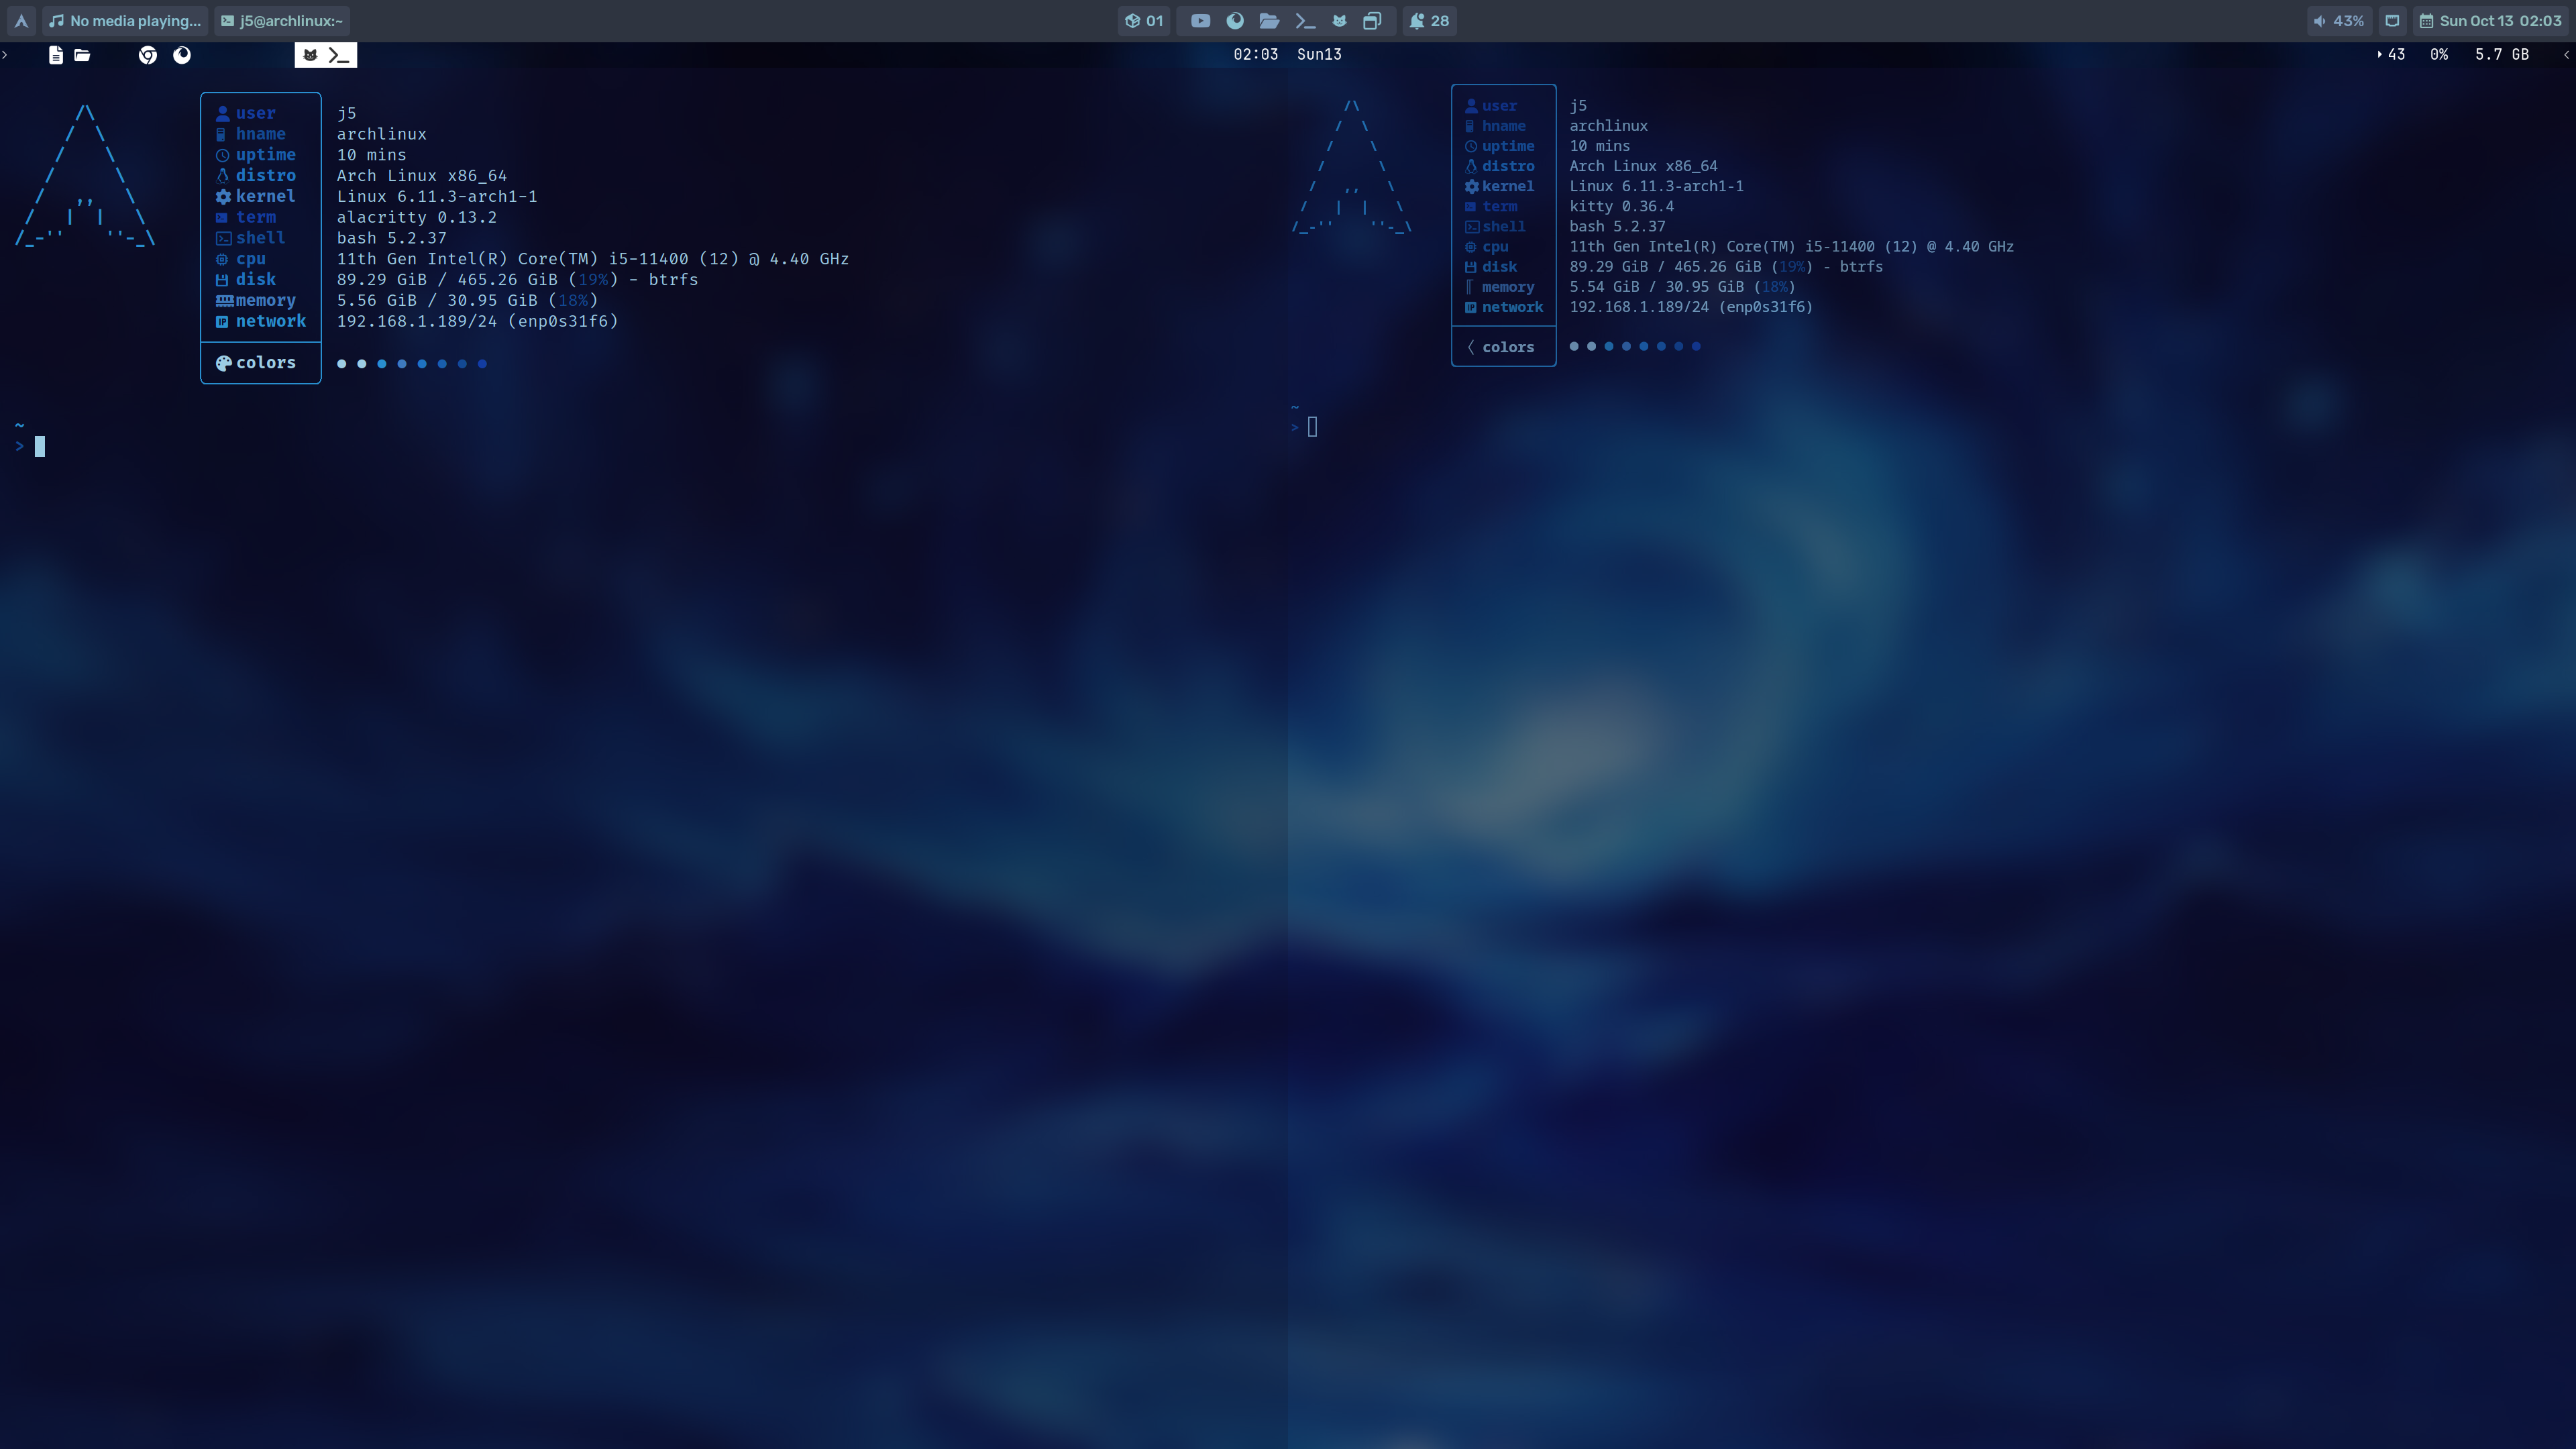 No media playing... j5@archlinux:~ 01 28 43% Sun Oct 13 02:03
02:03 Sun13 43 0% 5.7 GB
/\
/  \
/    \
/      \
/   ,,   \
/   |  |   \
/_-''    ''-_\
user j5
hname archlinux
uptime 10 mins
distro Arch Linux x86_64
kernel Linux 6.11.3-arch1-1
term alacritty 0.13.2
shell bash 5.2.37
cpu 11th Gen Intel(R) Core(TM) i5-11400 (12) @ 4.40 GHz
disk 89.29 GiB / 465.26 GiB (19%) - btrfs
memory 5.56 GiB / 30.95 GiB (18%)
network 192.168.1.189/24 (enp0s31f6)
colors
~
>
/\
/  \
/    \
/      \
/   ,,   \
/   |  |   \
/_-''    ''-_\
user j5
hname archlinux
uptime 10 mins
distro Arch Linux x86_64
kernel Linux 6.11.3-arch1-1
term kitty 0.36.4
shell bash 5.2.37
cpu 11th Gen Intel(R) Core(TM) i5-11400 (12) @ 4.40 GHz
disk 89.29 GiB / 465.26 GiB (19%) - btrfs
memory 5.54 GiB / 30.95 GiB (18%)
network 192.168.1.189/24 (enp0s31f6)
colors
~
>